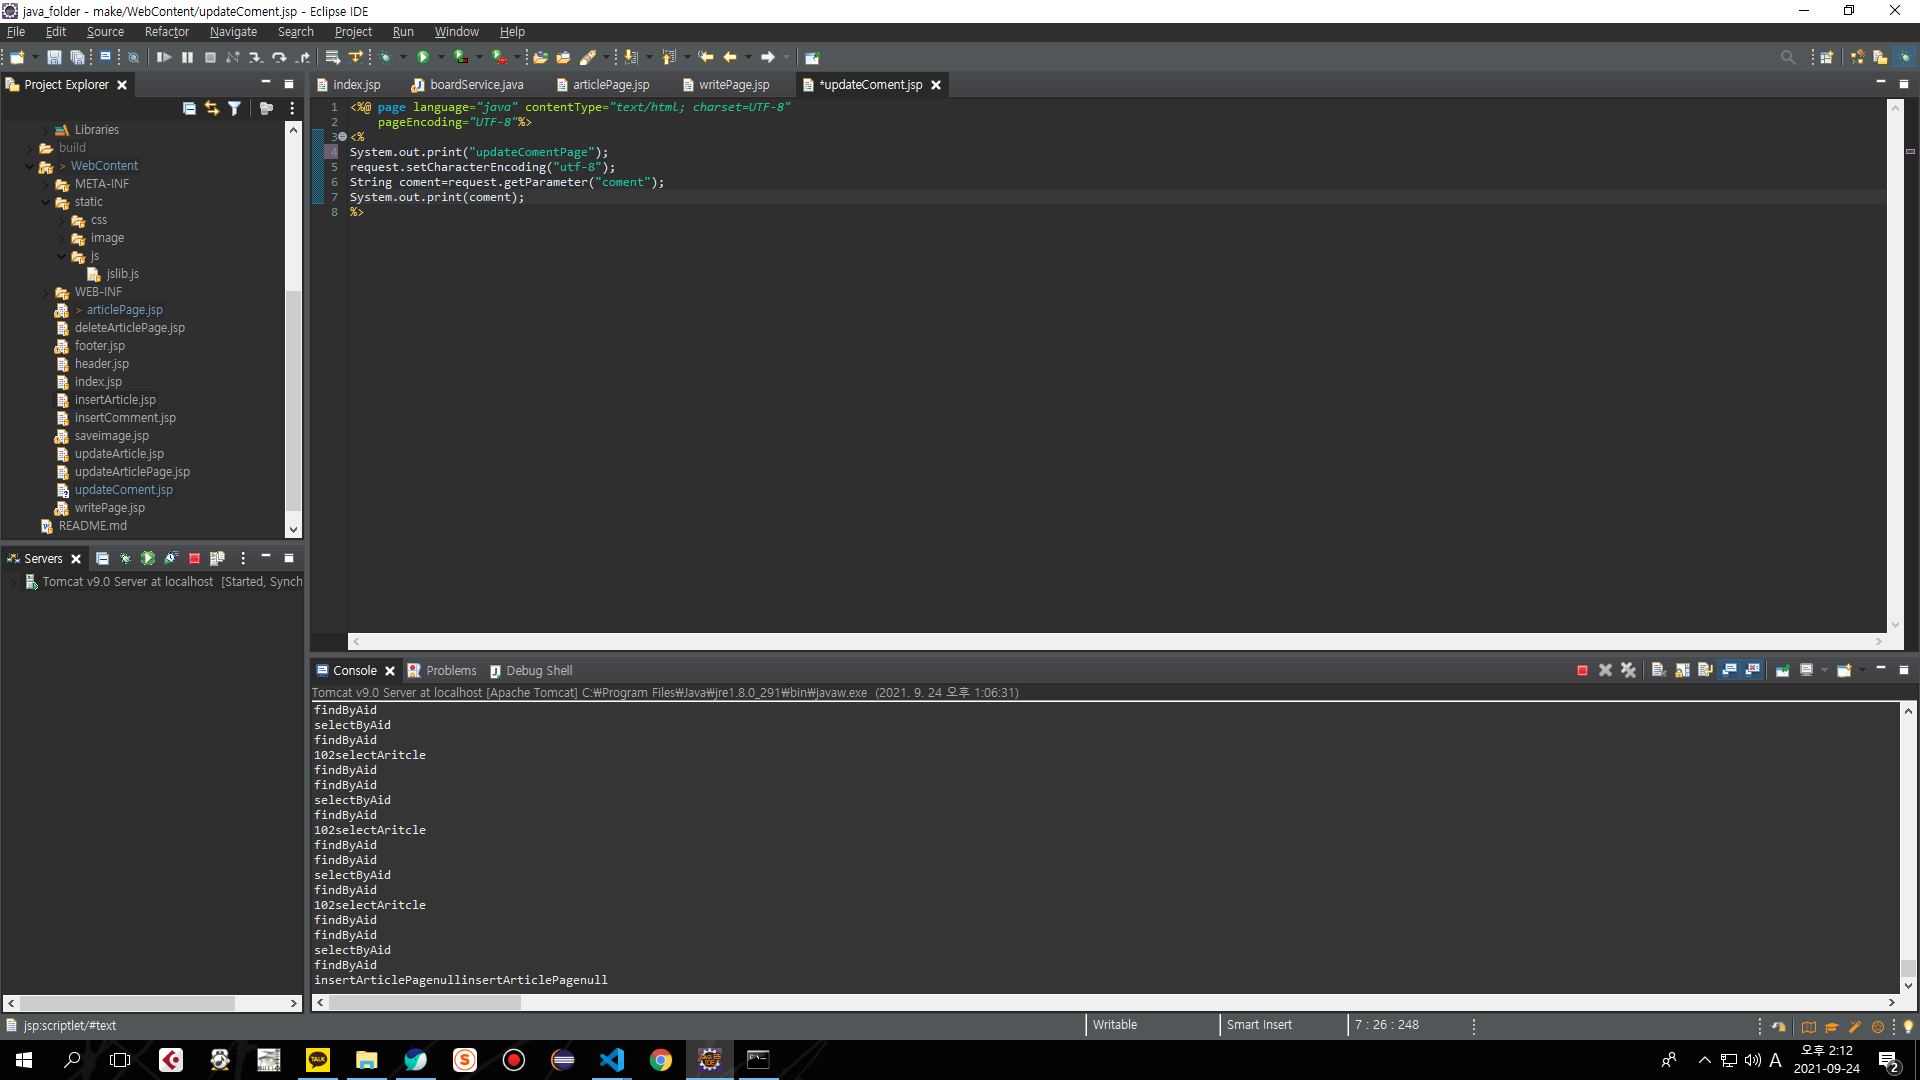 java_folder - make/WebContent/updateComent.jsp - Eclipse IDE
File Edit Source Refactor Navigate Search Project Run Window Help
Project Explorer
index.jsp boardService.java articlePage.jsp writePage.jsp *updateComent.jsp
Libraries
build
> WebContent
META-INF
static
css
image
js
jslib.js
WEB-INF
> articlePage.jsp
deleteArticlePage.jsp
footer.jsp
header.jsp
index.jsp
insertArticle.jsp
insertComment.jsp
saveimage.jsp
updateArticle.jsp
updateArticlePage.jsp
updateComent.jsp
writePage.jsp
README.md
1 <%@ page language="java" contentType="text/html; charset=UTF-8"
2 pageEncoding="UTF-8"%>
3 <%
4 System.out.print("updateComentPage");
5 request.setCharacterEncoding("utf-8");
6 String coment=request.getParameter("coment");
7 System.out.print(coment);
8 %>
Servers
Tomcat v9.0 Server at localhost [Started, Synch
Console Problems Debug Shell
Tomcat v9.0 Server at localhost [Apache Tomcat] C:₩Program Files₩Java₩jre1.8.0_291₩bin₩javaw.exe (2021. 9. 24 오후 1:06:31)
findByAid
selectByAid
findByAid
102selectAritcle
findByAid
findByAid
selectByAid
findByAid
102selectAritcle
findByAid
findByAid
selectByAid
findByAid
102selectAritcle
findByAid
findByAid
selectByAid
findByAid
insertArticlePagenullinsertArticlePagenull
jsp:scriptlet/#text
Writable
Smart Insert
7 : 26 : 248
TALK
A
오후 2:12
2021-09-24
2